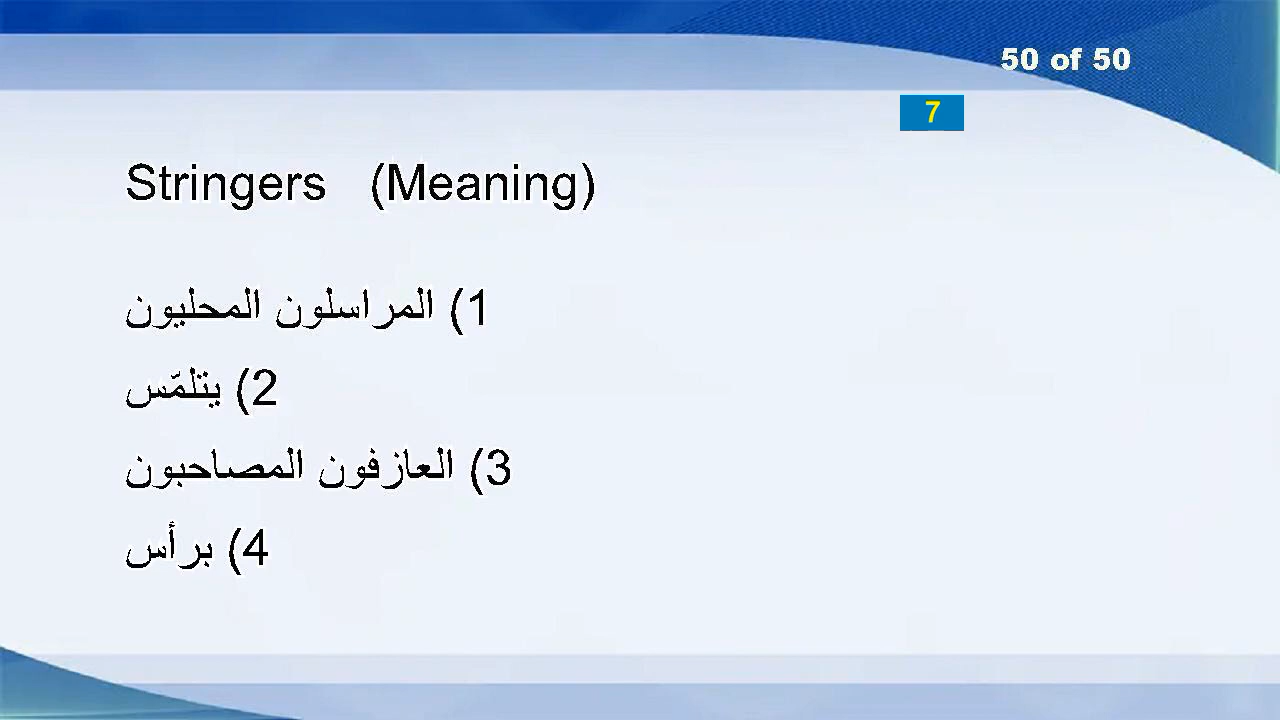 50 of 50
7
Stringers (Meaning)
1) المراسلون المحليون
2) يتلمّس
3) العازفون المصاحبون
4) برأس